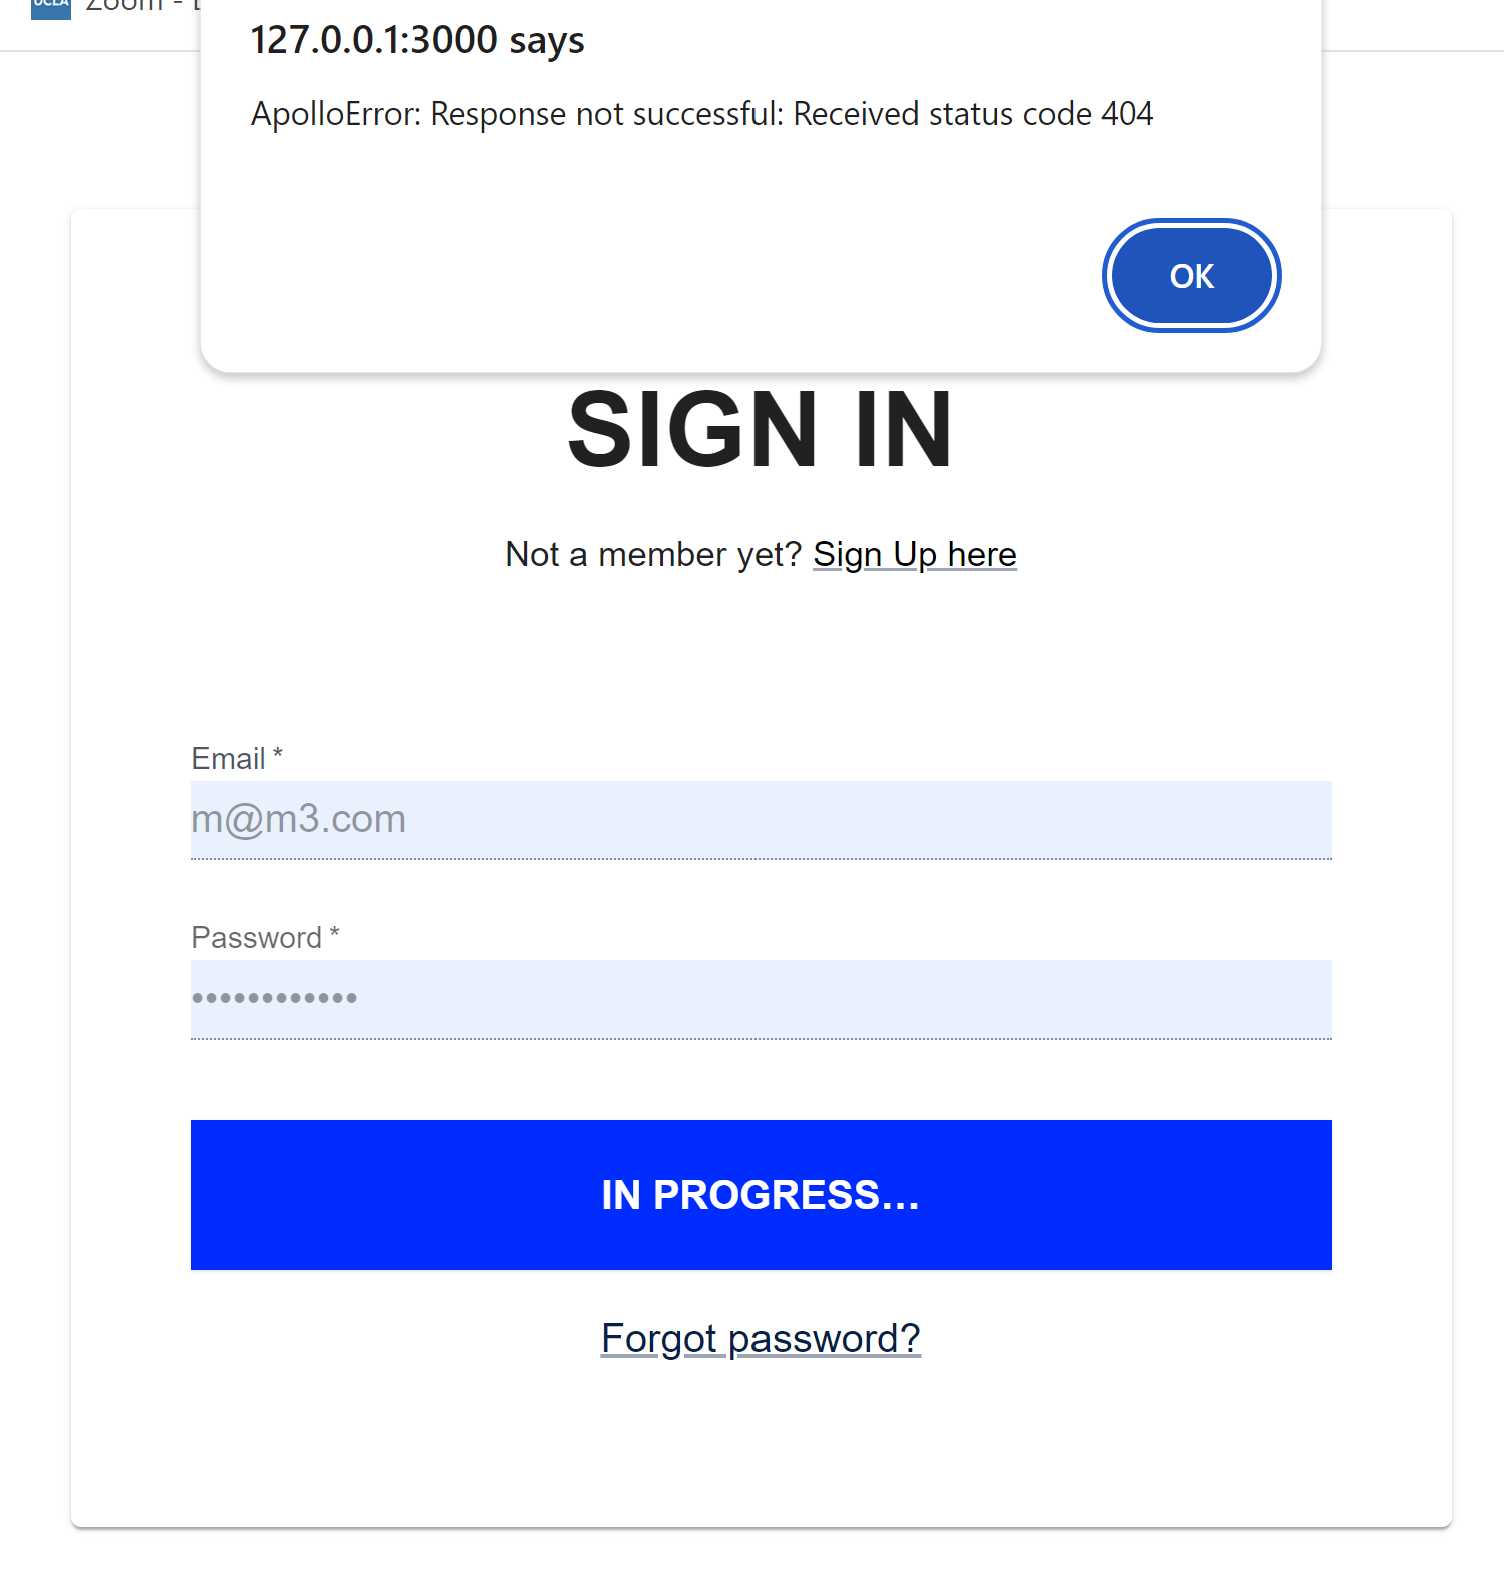 UCLA Zoom -
127.0.0.1:3000 says
ApolloError: Response not successful: Received status code 404
OK
SIGN IN
Not a member yet? Sign Up here
Email *
m@m3.com
Password *
••••••••••••
IN PROGRESS...
Forgot password?